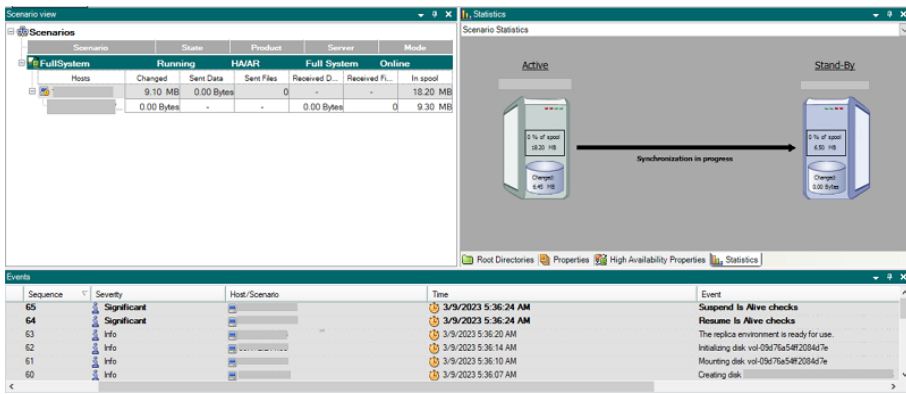 Scenario view
Scenarios
Scenario State Product Server Mode
FullSystem Running HA/AR Full System Online
Hosts Changed Sent Data Sent Files Received D... Received Fi... In spool
9.10 MB 0.00 Bytes 0 - - 18.20 MB
0.00 Bytes - - 0.00 Bytes 0 9.30 MB
Statistics
Scenario Statistics
Active Stand-By
0 % of spool
18.20 MB
Changed:
6.45 MB
Synchronization in progress
0 % of spool
6.50 MB
Changed:
0.00 Bytes
Root Directories Properties High Availability Properties Statistics
Events
Sequence Severity Host/Scenario Time Event
65 Significant 3/9/2023 5:36:24 AM Suspend Is Alive checks
64 Significant 3/9/2023 5:36:24 AM Resume Is Alive checks
63 Info 3/9/2023 5:36:20 AM The replica environment is ready for use.
62 Info 3/9/2023 5:36:14 AM Initializing disk vol-09d76a54ff2084d7e
61 Info 3/9/2023 5:36:10 AM Mounting disk vol-09d76a54ff2084d7e
60 Info 3/9/2023 5:36:07 AM Creating disk